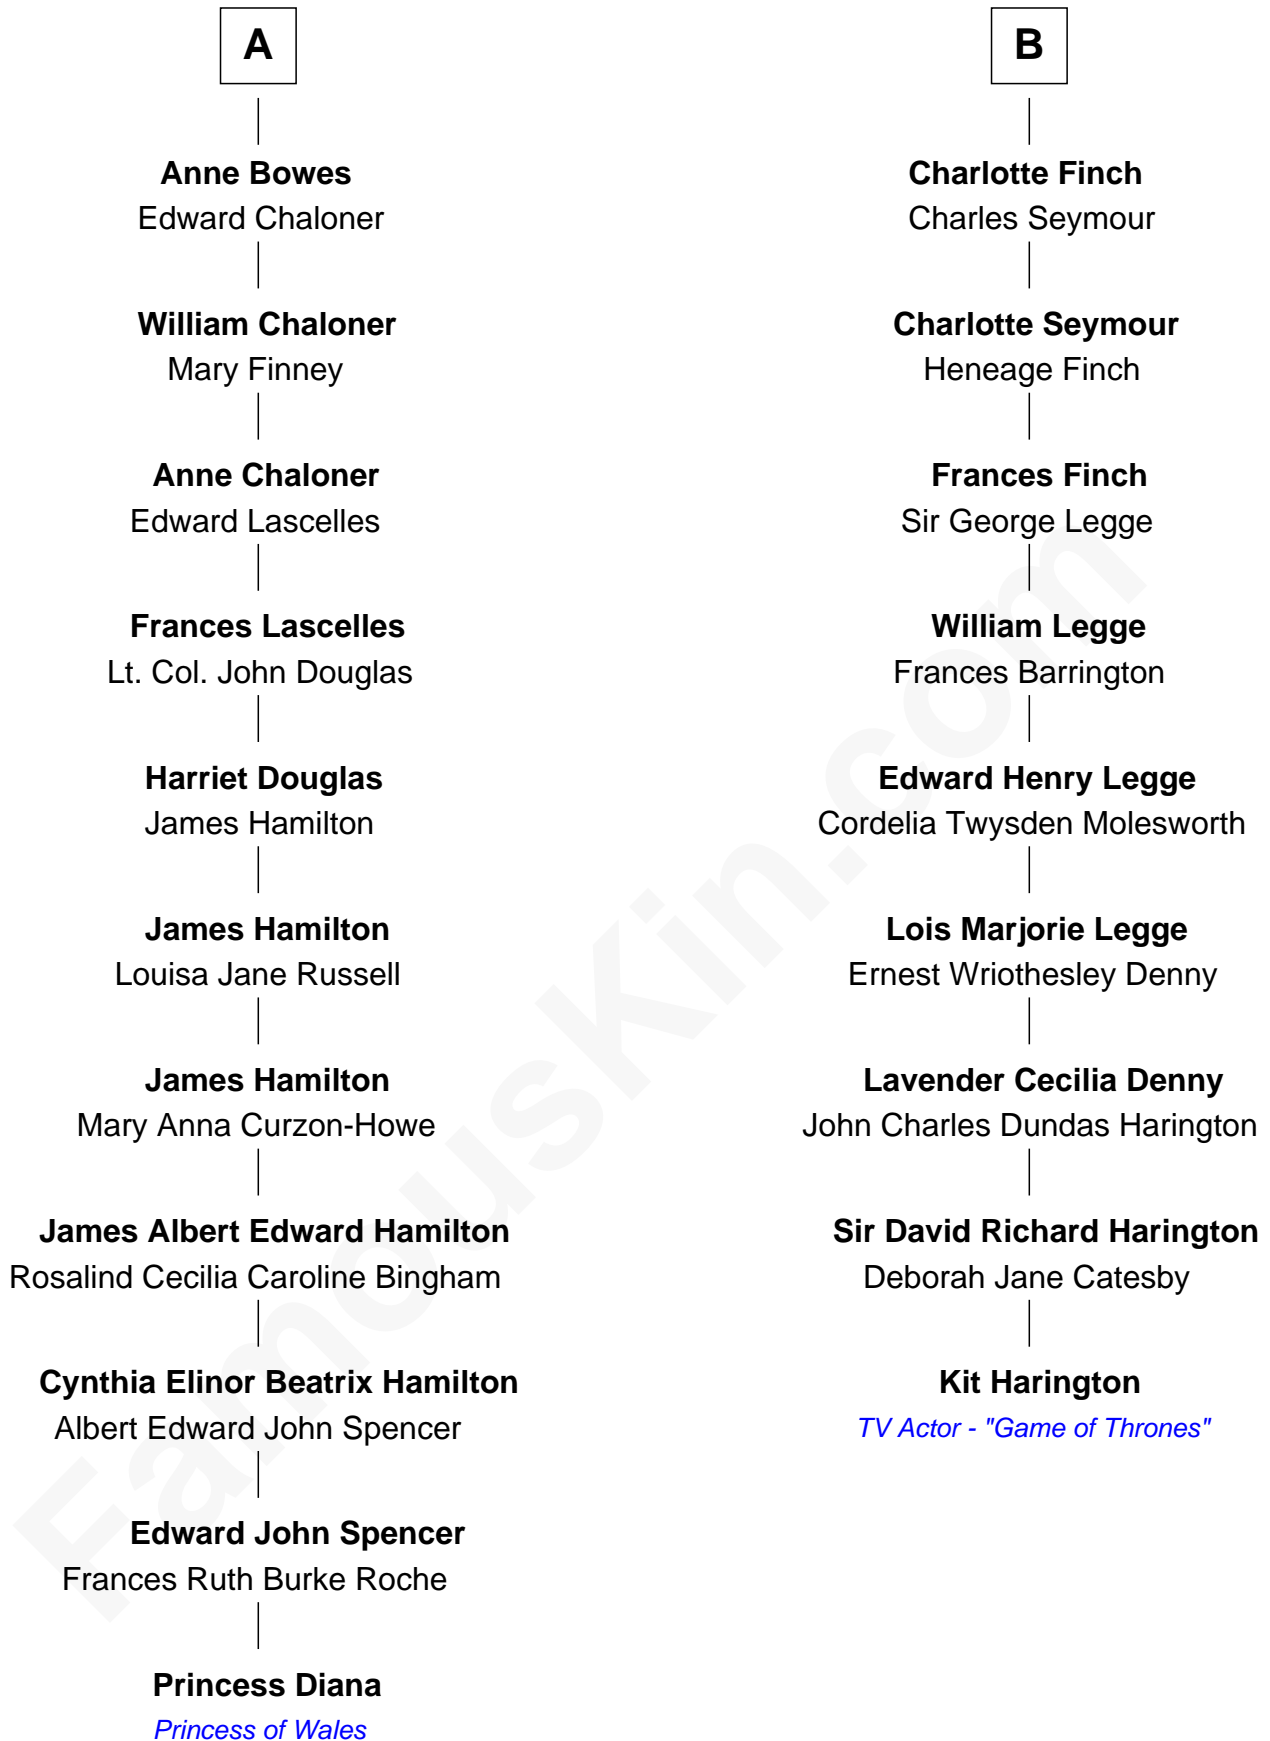 A
Anne Bowes
Edward Chaloner
William Chaloner
Mary Finney
Anne Chaloner
Edward Lascelles
Frances Lascelles
Lt. Col. John Douglas
Harriet Douglas
James Hamilton
James Hamilton
Louisa Jane Russell
James Hamilton
Mary Anna Curzon-Howe
James Albert Edward Hamilton
Rosalind Cecilia Caroline Bingham
Cynthia Elinor Beatrix Hamilton
Albert Edward John Spencer
Edward John Spencer
Frances Ruth Burke Roche
Princess Diana
Princess of Wales
B
Charlotte Finch
Charles Seymour
Charlotte Seymour
Heneage Finch
Frances Finch
Sir George Legge
William Legge
Frances Barrington
Edward Henry Legge
Cordelia Twysden Molesworth
Lois Marjorie Legge
Ernest Wriothesley Denny
Lavender Cecilia Denny
John Charles Dundas Harington
Sir David Richard Harington
Deborah Jane Catesby
Kit Harington
TV Actor - "Game of Thrones"
FamousKin.com